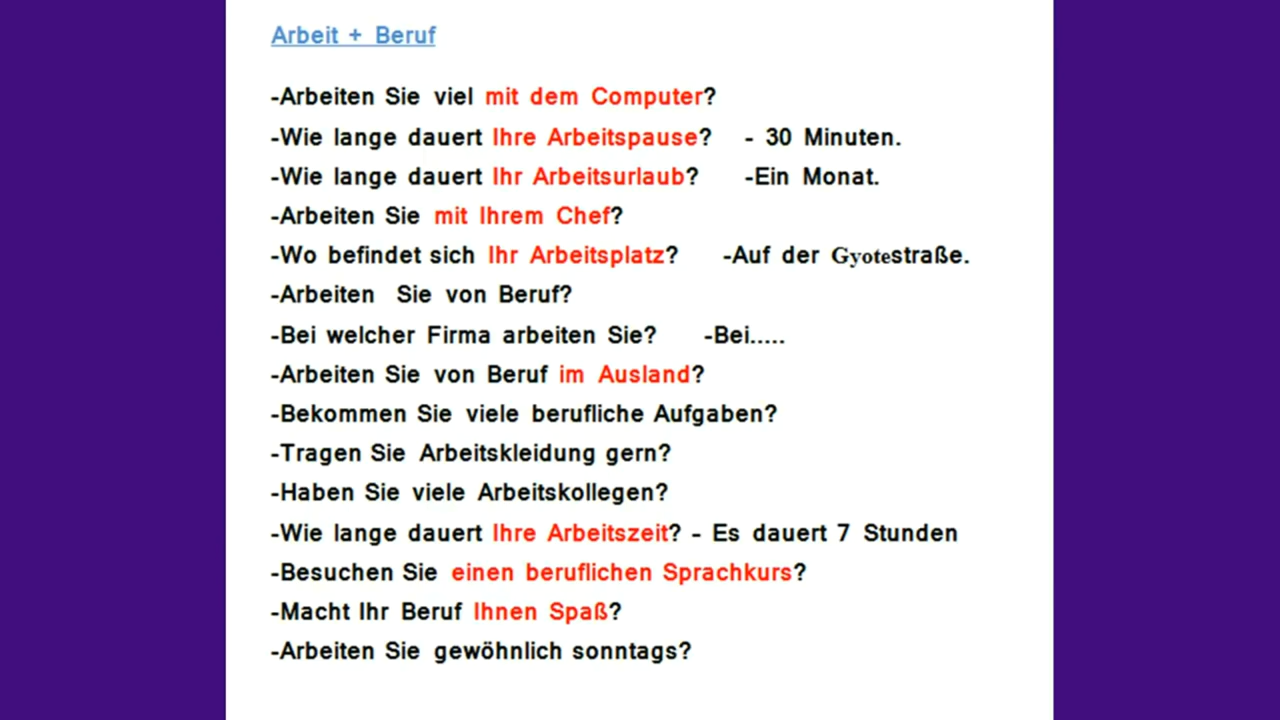 Arbeit + Beruf
-Arbeiten Sie viel mit dem Computer?
-Wie lange dauert Ihre Arbeitspause? - 30 Minuten.
-Wie lange dauert Ihr Arbeitsurlaub? -Ein Monat.
-Arbeiten Sie mit Ihrem Chef?
-Wo befindet sich Ihr Arbeitsplatz? -Auf der Gyotestraße.
-Arbeiten Sie von Beruf?
-Bei welcher Firma arbeiten Sie? -Bei.....
-Arbeiten Sie von Beruf im Ausland?
-Bekommen Sie viele berufliche Aufgaben?
-Tragen Sie Arbeitskleidung gern?
-Haben Sie viele Arbeitskollegen?
-Wie lange dauert Ihre Arbeitszeit? - Es dauert 7 Stunden
-Besuchen Sie einen beruflichen Sprachkurs?
-Macht Ihr Beruf Ihnen Spaß?
-Arbeiten Sie gewöhnlich sonntags?